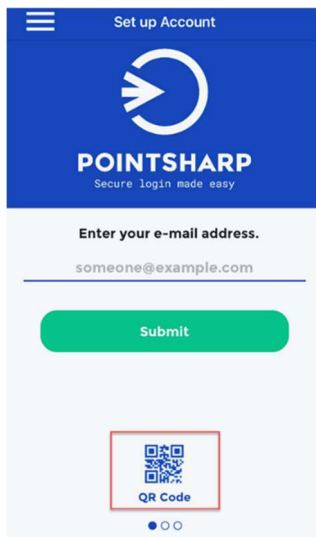 Set up Account
POINTSHARP
Secure login made easy
Enter your e-mail address.
someone@example.com
Submit
QR Code